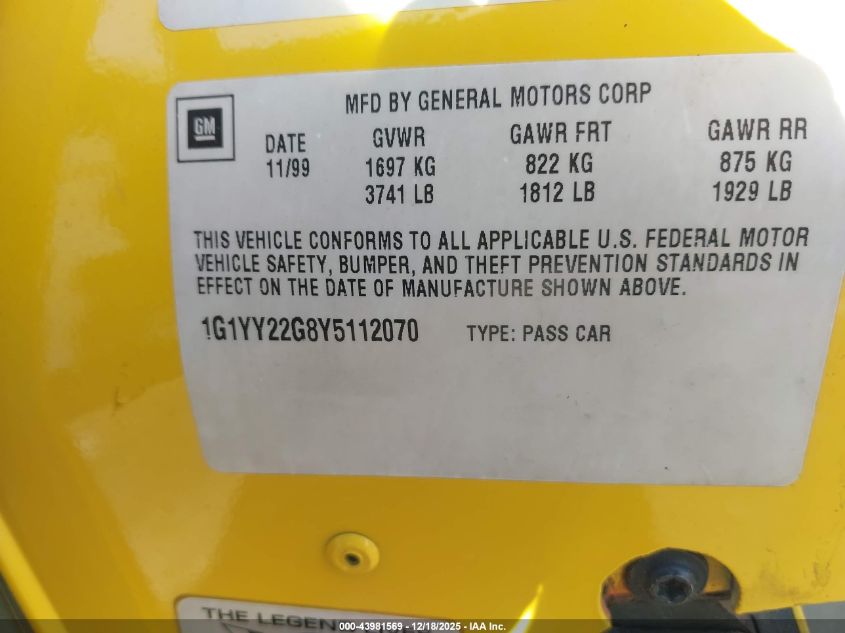 MFD BY GENERAL MOTORS CORP
GM
DATE GVWR GAWR FRT GAWR RR
11/99 1697 KG 822 KG 875 KG
3741 LB 1812 LB 1929 LB
THIS VEHICLE CONFORMS TO ALL APPLICABLE U.S. FEDERAL MOTOR
VEHICLE SAFETY, BUMPER, AND THEFT PREVENTION STANDARDS IN
EFFECT ON THE DATE OF MANUFACTURE SHOWN ABOVE.
1G1YY22G8Y5112070 TYPE: PASS CAR
THE LEGEN
000-43981569 - 12/18/2025 - IAA Inc.